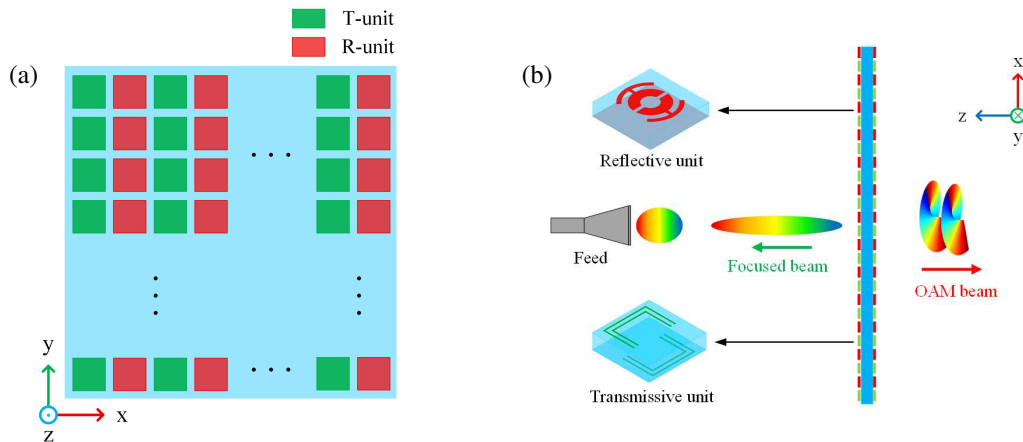 T-unit
R-unit
(a)
y
z
x
(b)
Reflective unit
Feed
Focused beam
OAM beam
Transmissive unit
x
z
y